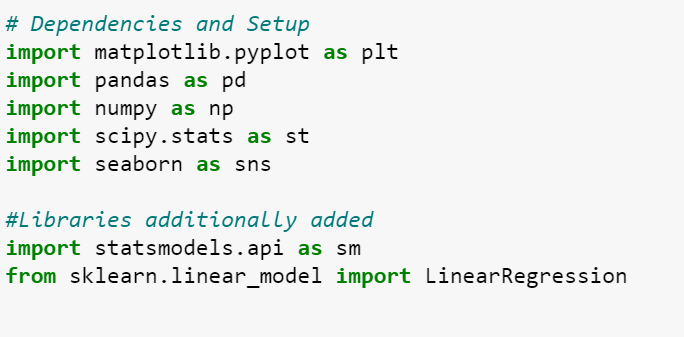 # Dependencies and Setup
import matplotlib.pyplot as plt
import pandas as pd
import numpy as np
import scipy.stats as st
import seaborn as sns
#Libraries additionally added
import statsmodels.api as sm
from sklearn.linear_model import LinearRegression